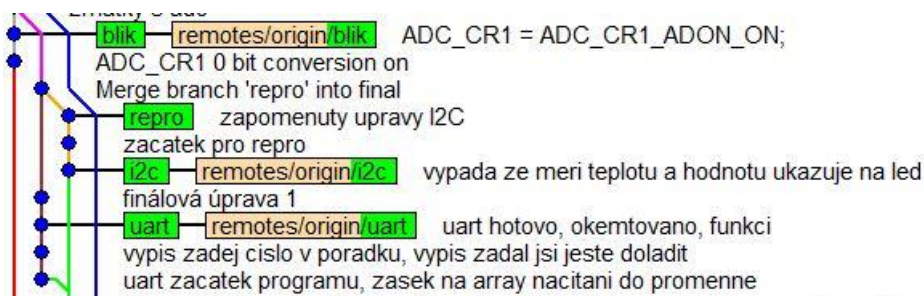 blik remotes/origin/blik ADC_CR1 = ADC_CR1_ADON_ON;
ADC_CR1 0 bit conversion on
Merge branch 'repro' into final
repro zapomenuty upravy I2C
zacatek pro repro
i2c remotes/origin/i2c vypada ze meri teplotu a hodnotu ukazuje na led
finálová úprava 1
uart remotes/origin/uart uart hotovo, okemtovano, funkci
vypis zadej cislo v poradku, vypis zadal jsi jeste doladit
uart zacatek programu, zasek na array nacitani do promenne